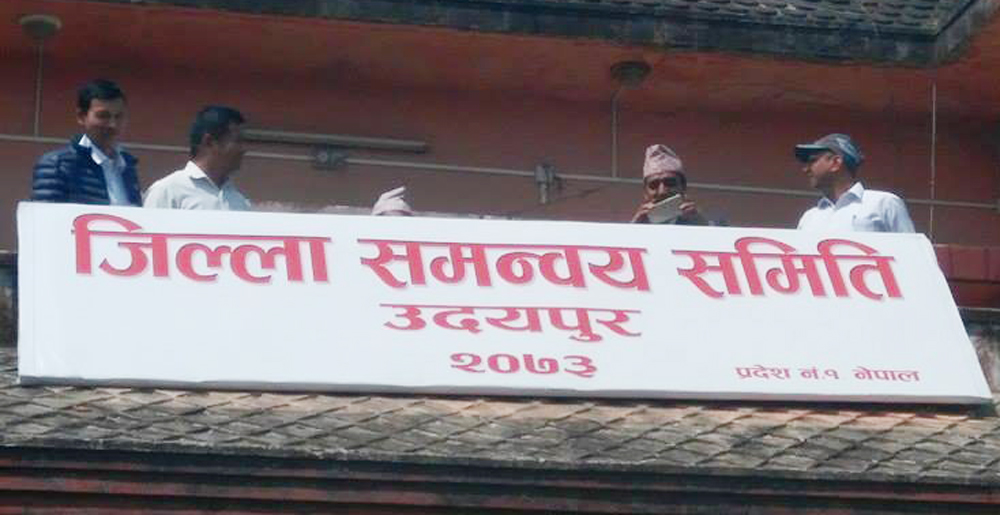 जिल्ला समन्वय समिति
उदयपुर
२०७३
प्रदेश नं.१ नेपाल